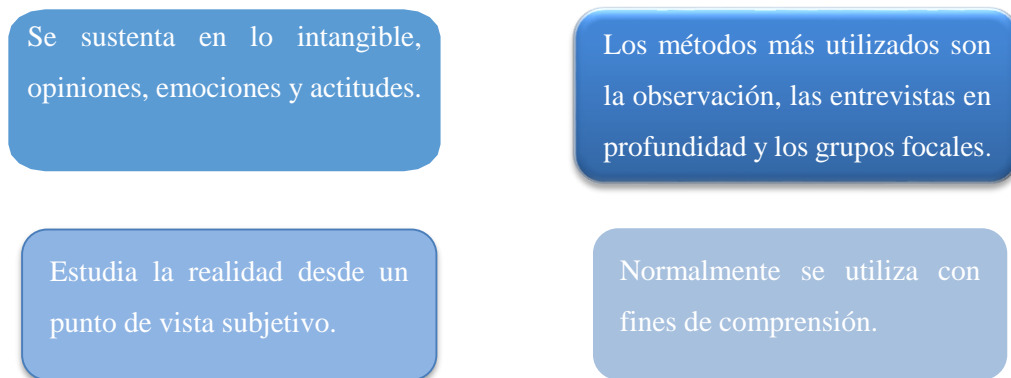 Se sustenta en lo intangible,
opiniones, emociones y actitudes.
Los métodos más utilizados son
la observación, las entrevistas en
profundidad y los grupos focales.
Estudia la realidad desde un
punto de vista subjetivo.
Normalmente se utiliza con
fines de comprensión.